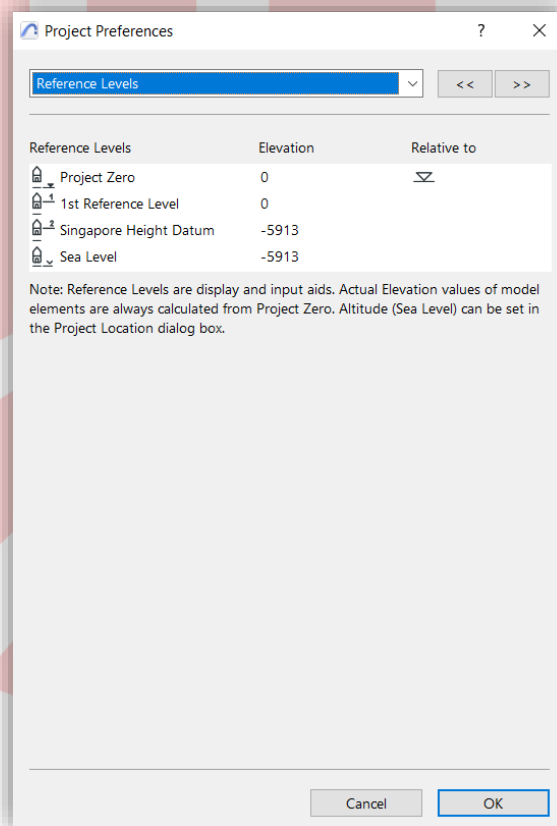 Project Preferences ? ×
Reference Levels << >>
Reference Levels Elevation Relative to
Project Zero 0
1 1st Reference Level 0
2 Singapore Height Datum -5913
Sea Level -5913
Note: Reference Levels are display and input aids. Actual Elevation values of model
elements are always calculated from Project Zero. Altitude (Sea Level) can be set in
the Project Location dialog box.
Cancel OK